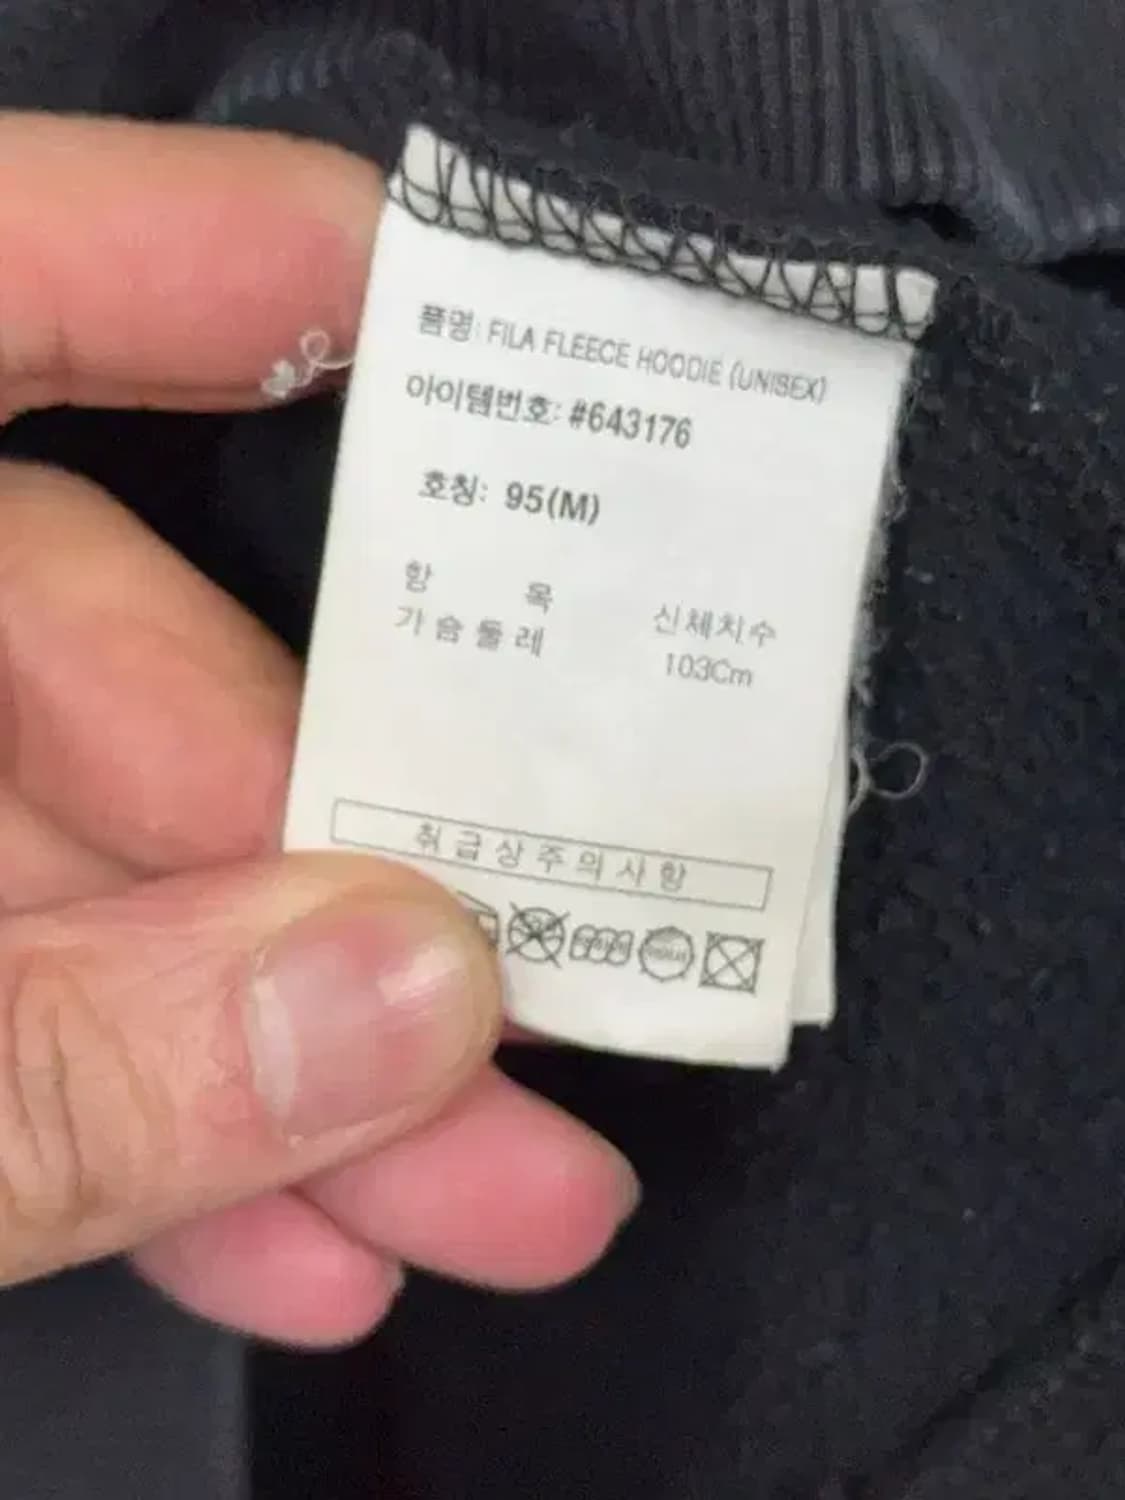 품명: FILA FLEECE HOODIE (UNISEX)
아이템번호: #643176
호칭: 95(M)
항 목 신체치수
가슴둘레 103Cm
취급상주의사항